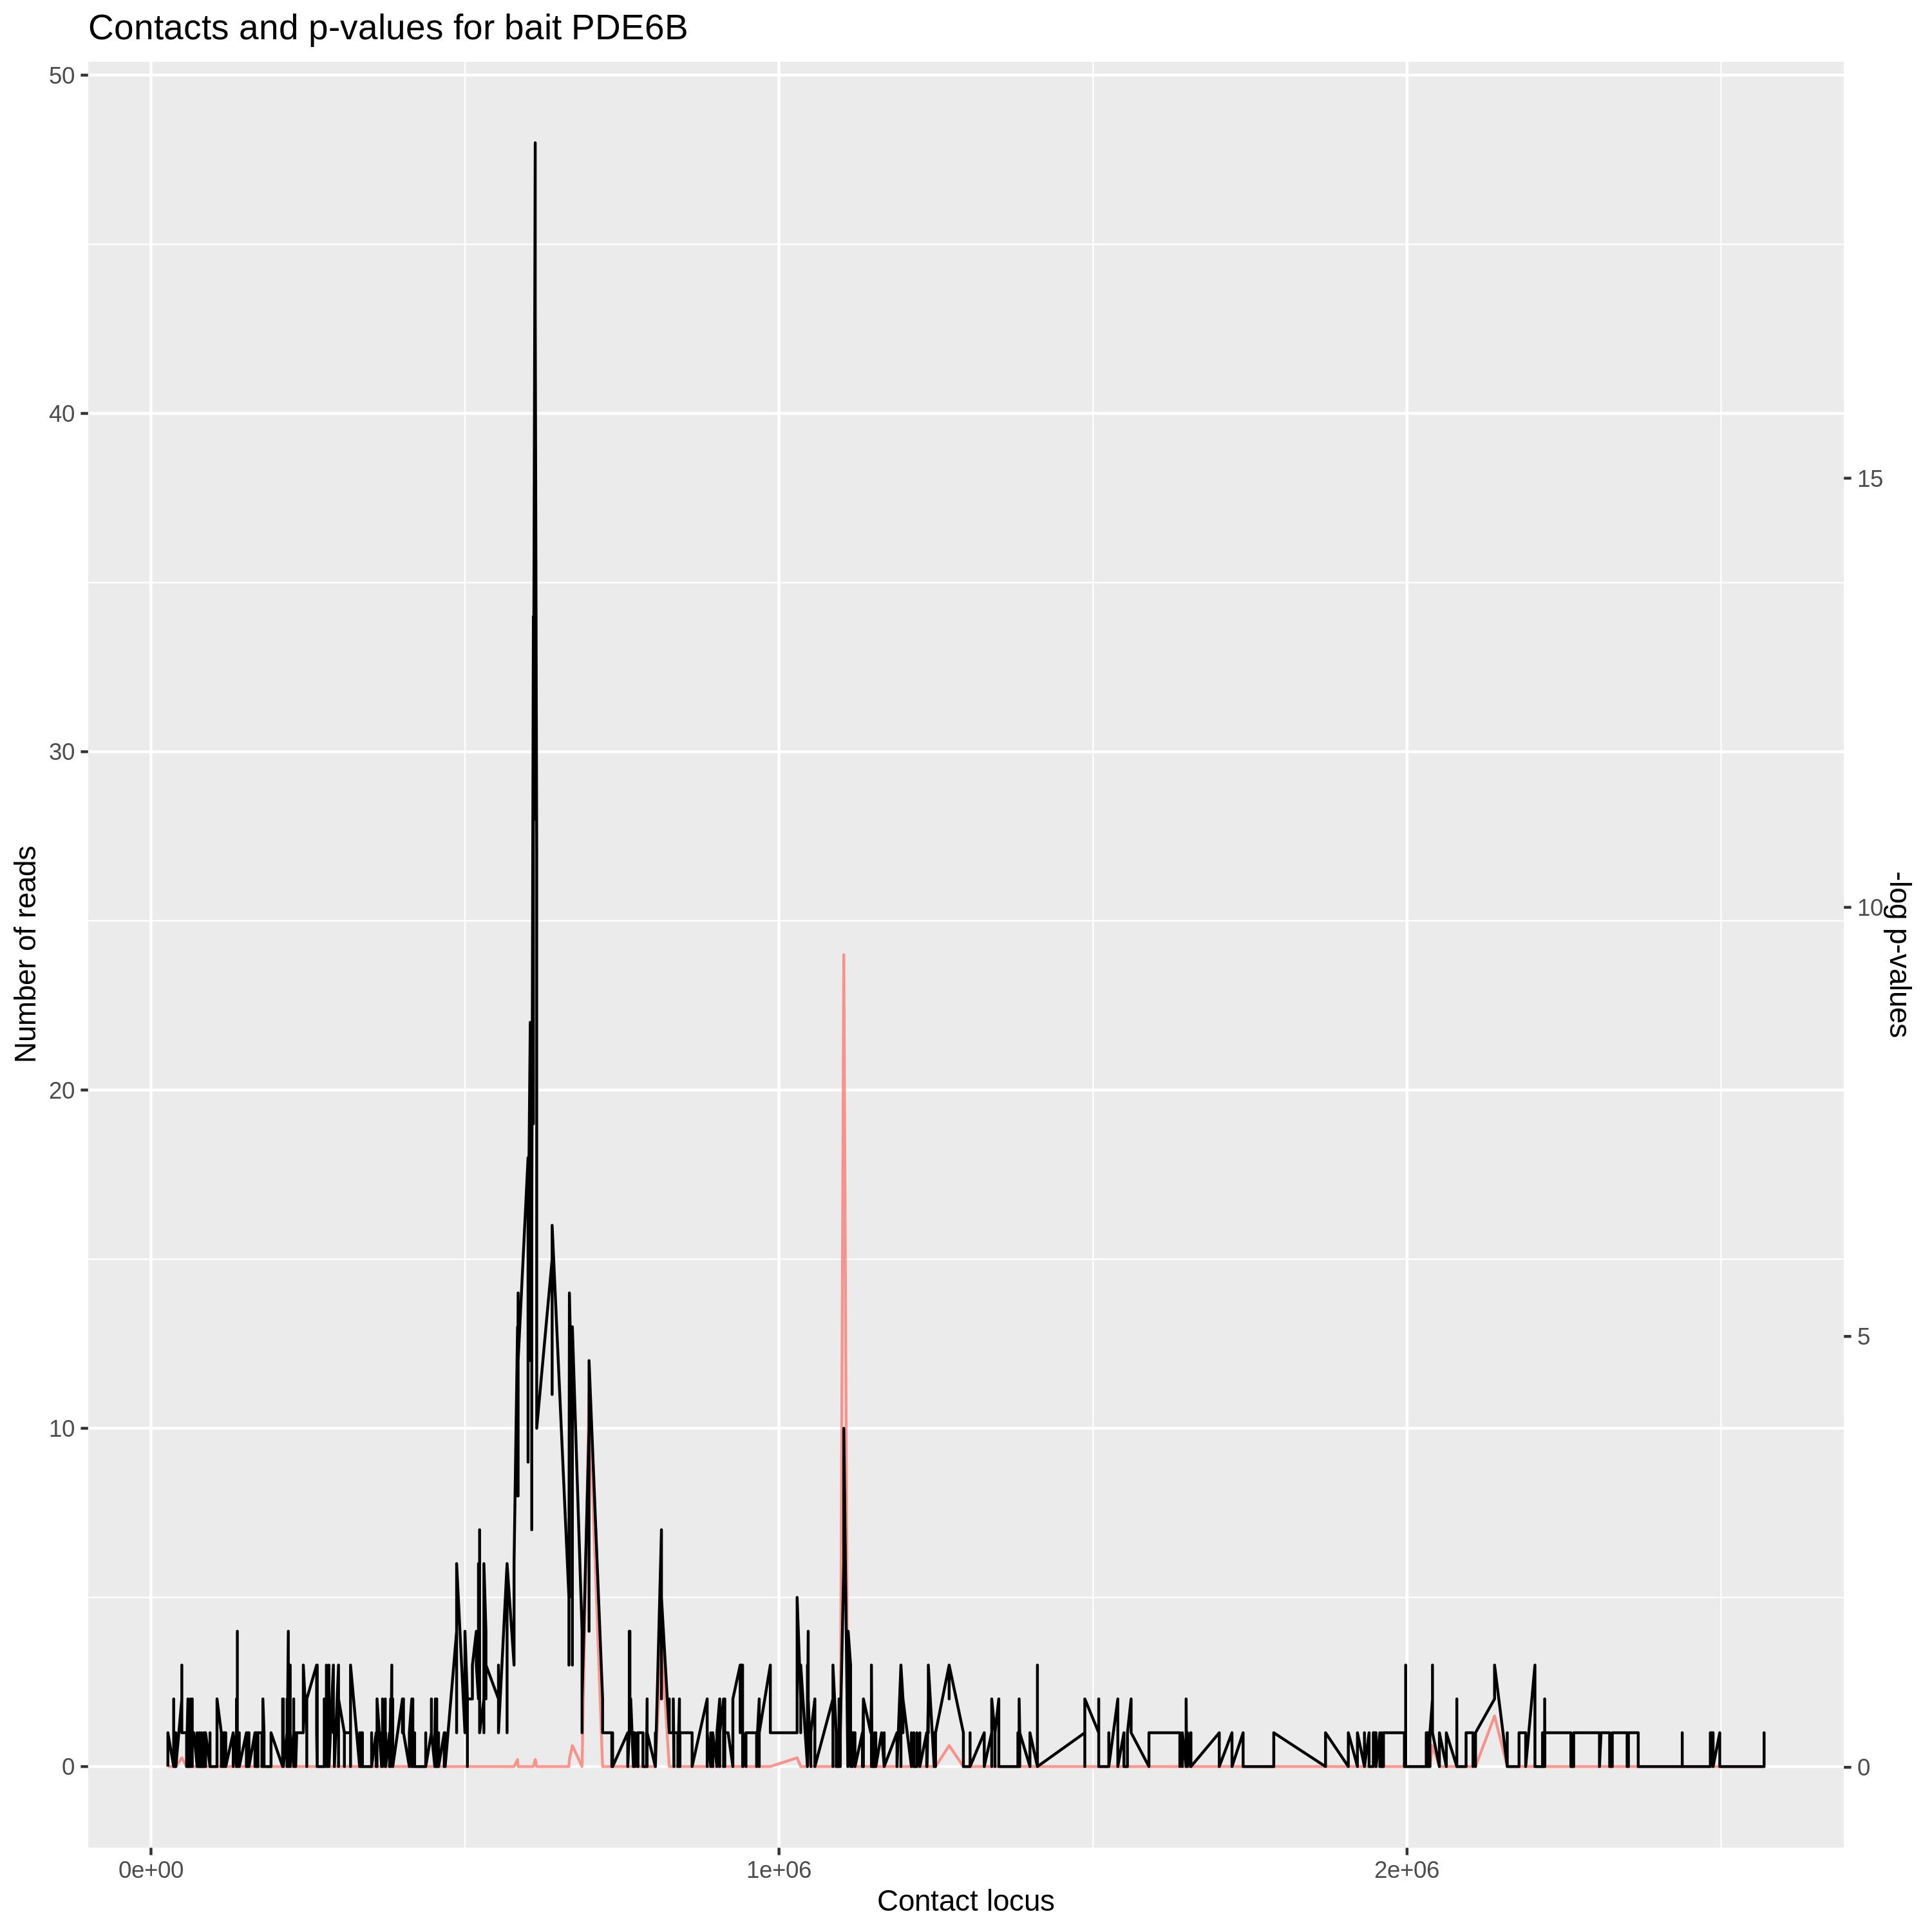 Contacts and p-values for bait PDE6B
50
40
30
20
10
0
Number of reads
15
10
5
0
-log p-values
0e+00
1e+06
2e+06
Contact locus